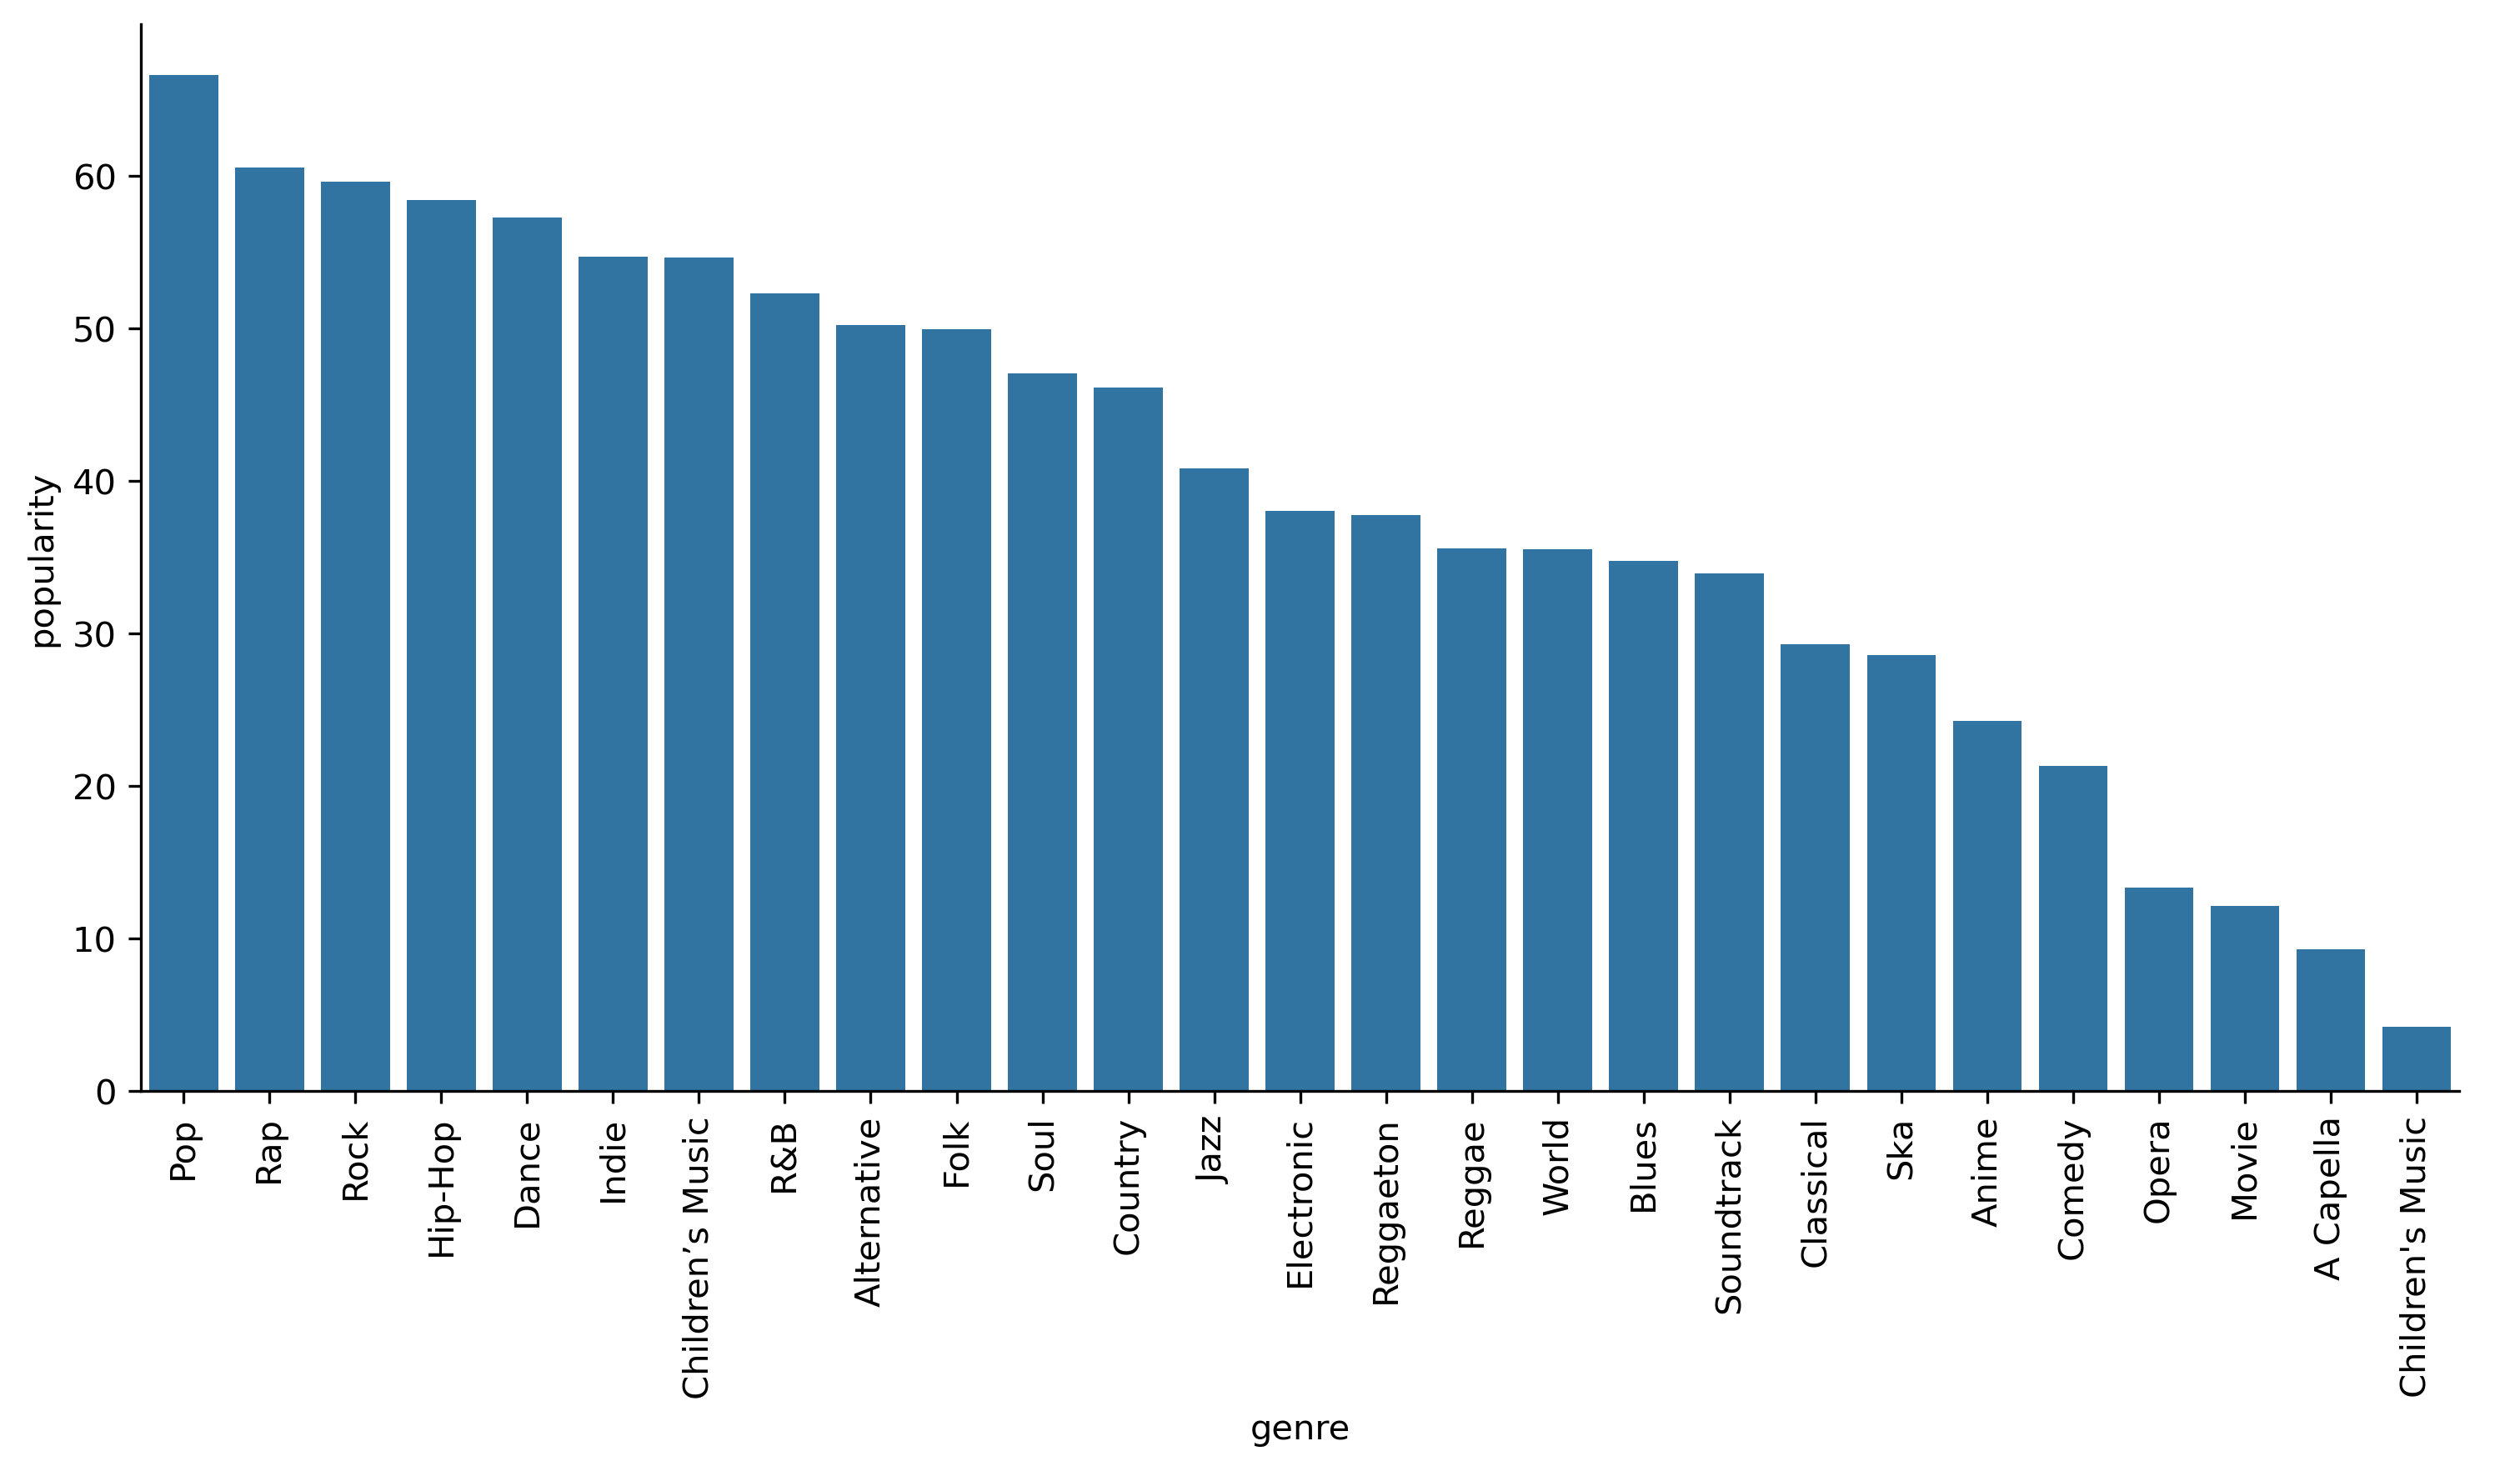 popularity
60
50
40
30
20
10
0
Pop
Rap
Rock
Hip-Hop
Dance
Indie
Children’s Music
R&B
Alternative
Folk
Soul
Country
Jazz
Electronic
Reggaeton
Reggae
World
Blues
Soundtrack
Classical
Ska
Anime
Comedy
Opera
Movie
A Capella
Children's Music
genre